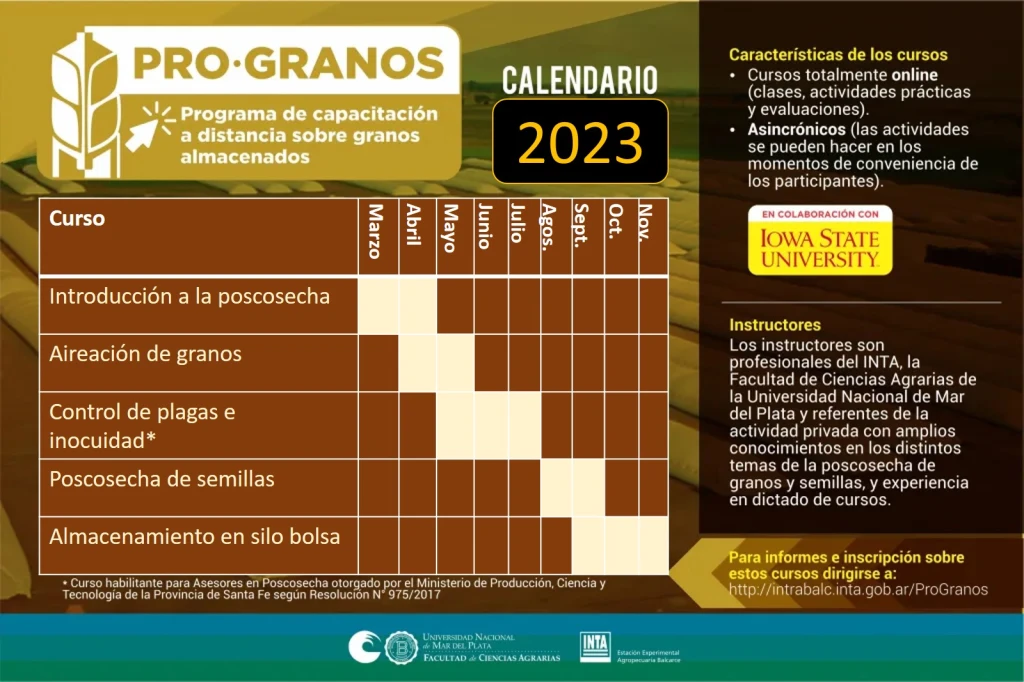 PRO·GRANOS
Programa de capacitación
a distancia sobre granos
almacenados
CALENDARIO
2023
Curso
Marzo
Abril
Mayo
Junio
Julio
Agos.
Sept.
Oct.
Nov.
Introducción a la poscosecha
Aireación de granos
Control de plagas e
inocuidad*
Poscosecha de semillas
Almacenamiento en silo bolsa
* Curso habilitante para Asesores en Poscosecha otorgado por el Ministerio de Producción, Ciencia y
Tecnología de la Provincia de Santa Fe según Resolución N° 975/2017
Características de los cursos
• Cursos totalmente online
(clases, actividades prácticas
y evaluaciones).
• Asincrónicos (las actividades
se pueden hacer en los
momentos de conveniencia de
los participantes).
EN COLABORACIÓN CON
IOWA STATE
UNIVERSITY
Instructores
Los instructores son
profesionales del INTA, la
Facultad de Ciencias Agrarias de
la Universidad Nacional de Mar
del Plata y referentes de la
actividad privada con amplios
conocimientos en los distintos
temas de la poscosecha de
granos y semillas, y experiencia
en dictado de cursos.
Para informes e inscripción sobre
estos cursos dirigirse a:
http://intrabalc.inta.gob.ar/ProGranos
UNIVERSIDAD NACIONAL
de MAR DEL PLATA
FACULTAD de CIENCIAS AGRARIAS
INTA
Estación Experimental
Agropecuaria Balcarce